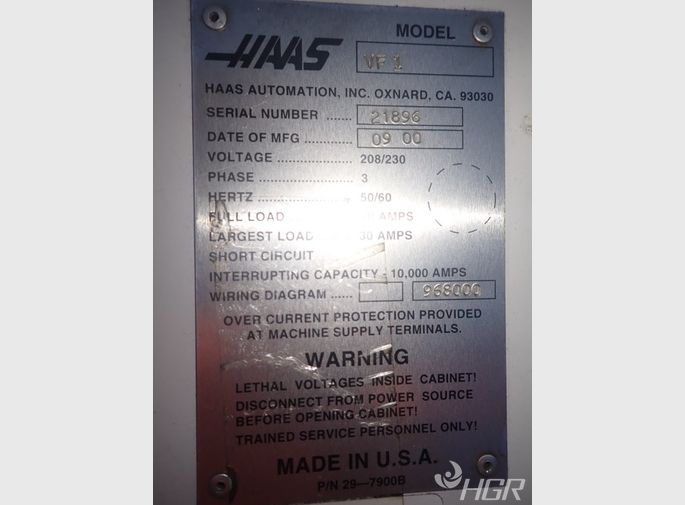 HAAS
MODEL
VF1
HAAS AUTOMATION, INC. OXNARD, CA. 93030
SERIAL NUMBER ....... 21896
DATE OF MFG ........... 09 00
VOLTAGE .................... 208/230
PHASE ......................... 3
HERTZ ......................... 50/60
FULL LOAD AMPS
LARGEST LOAD 30 AMPS
SHORT CIRCUIT
INTERRUPTING CAPACITY - 10,000 AMPS
WIRING DIAGRAM ...... 968000
OVER CURRENT PROTECTION PROVIDED
AT MACHINE SUPPLY TERMINALS.
WARNING
LETHAL VOLTAGES INSIDE CABINET!
DISCONNECT FROM POWER SOURCE
BEFORE OPENING CABINET!
TRAINED SERVICE PERSONNEL ONLY!
MADE IN U.S.A.
P/N 29—7900B
HGR